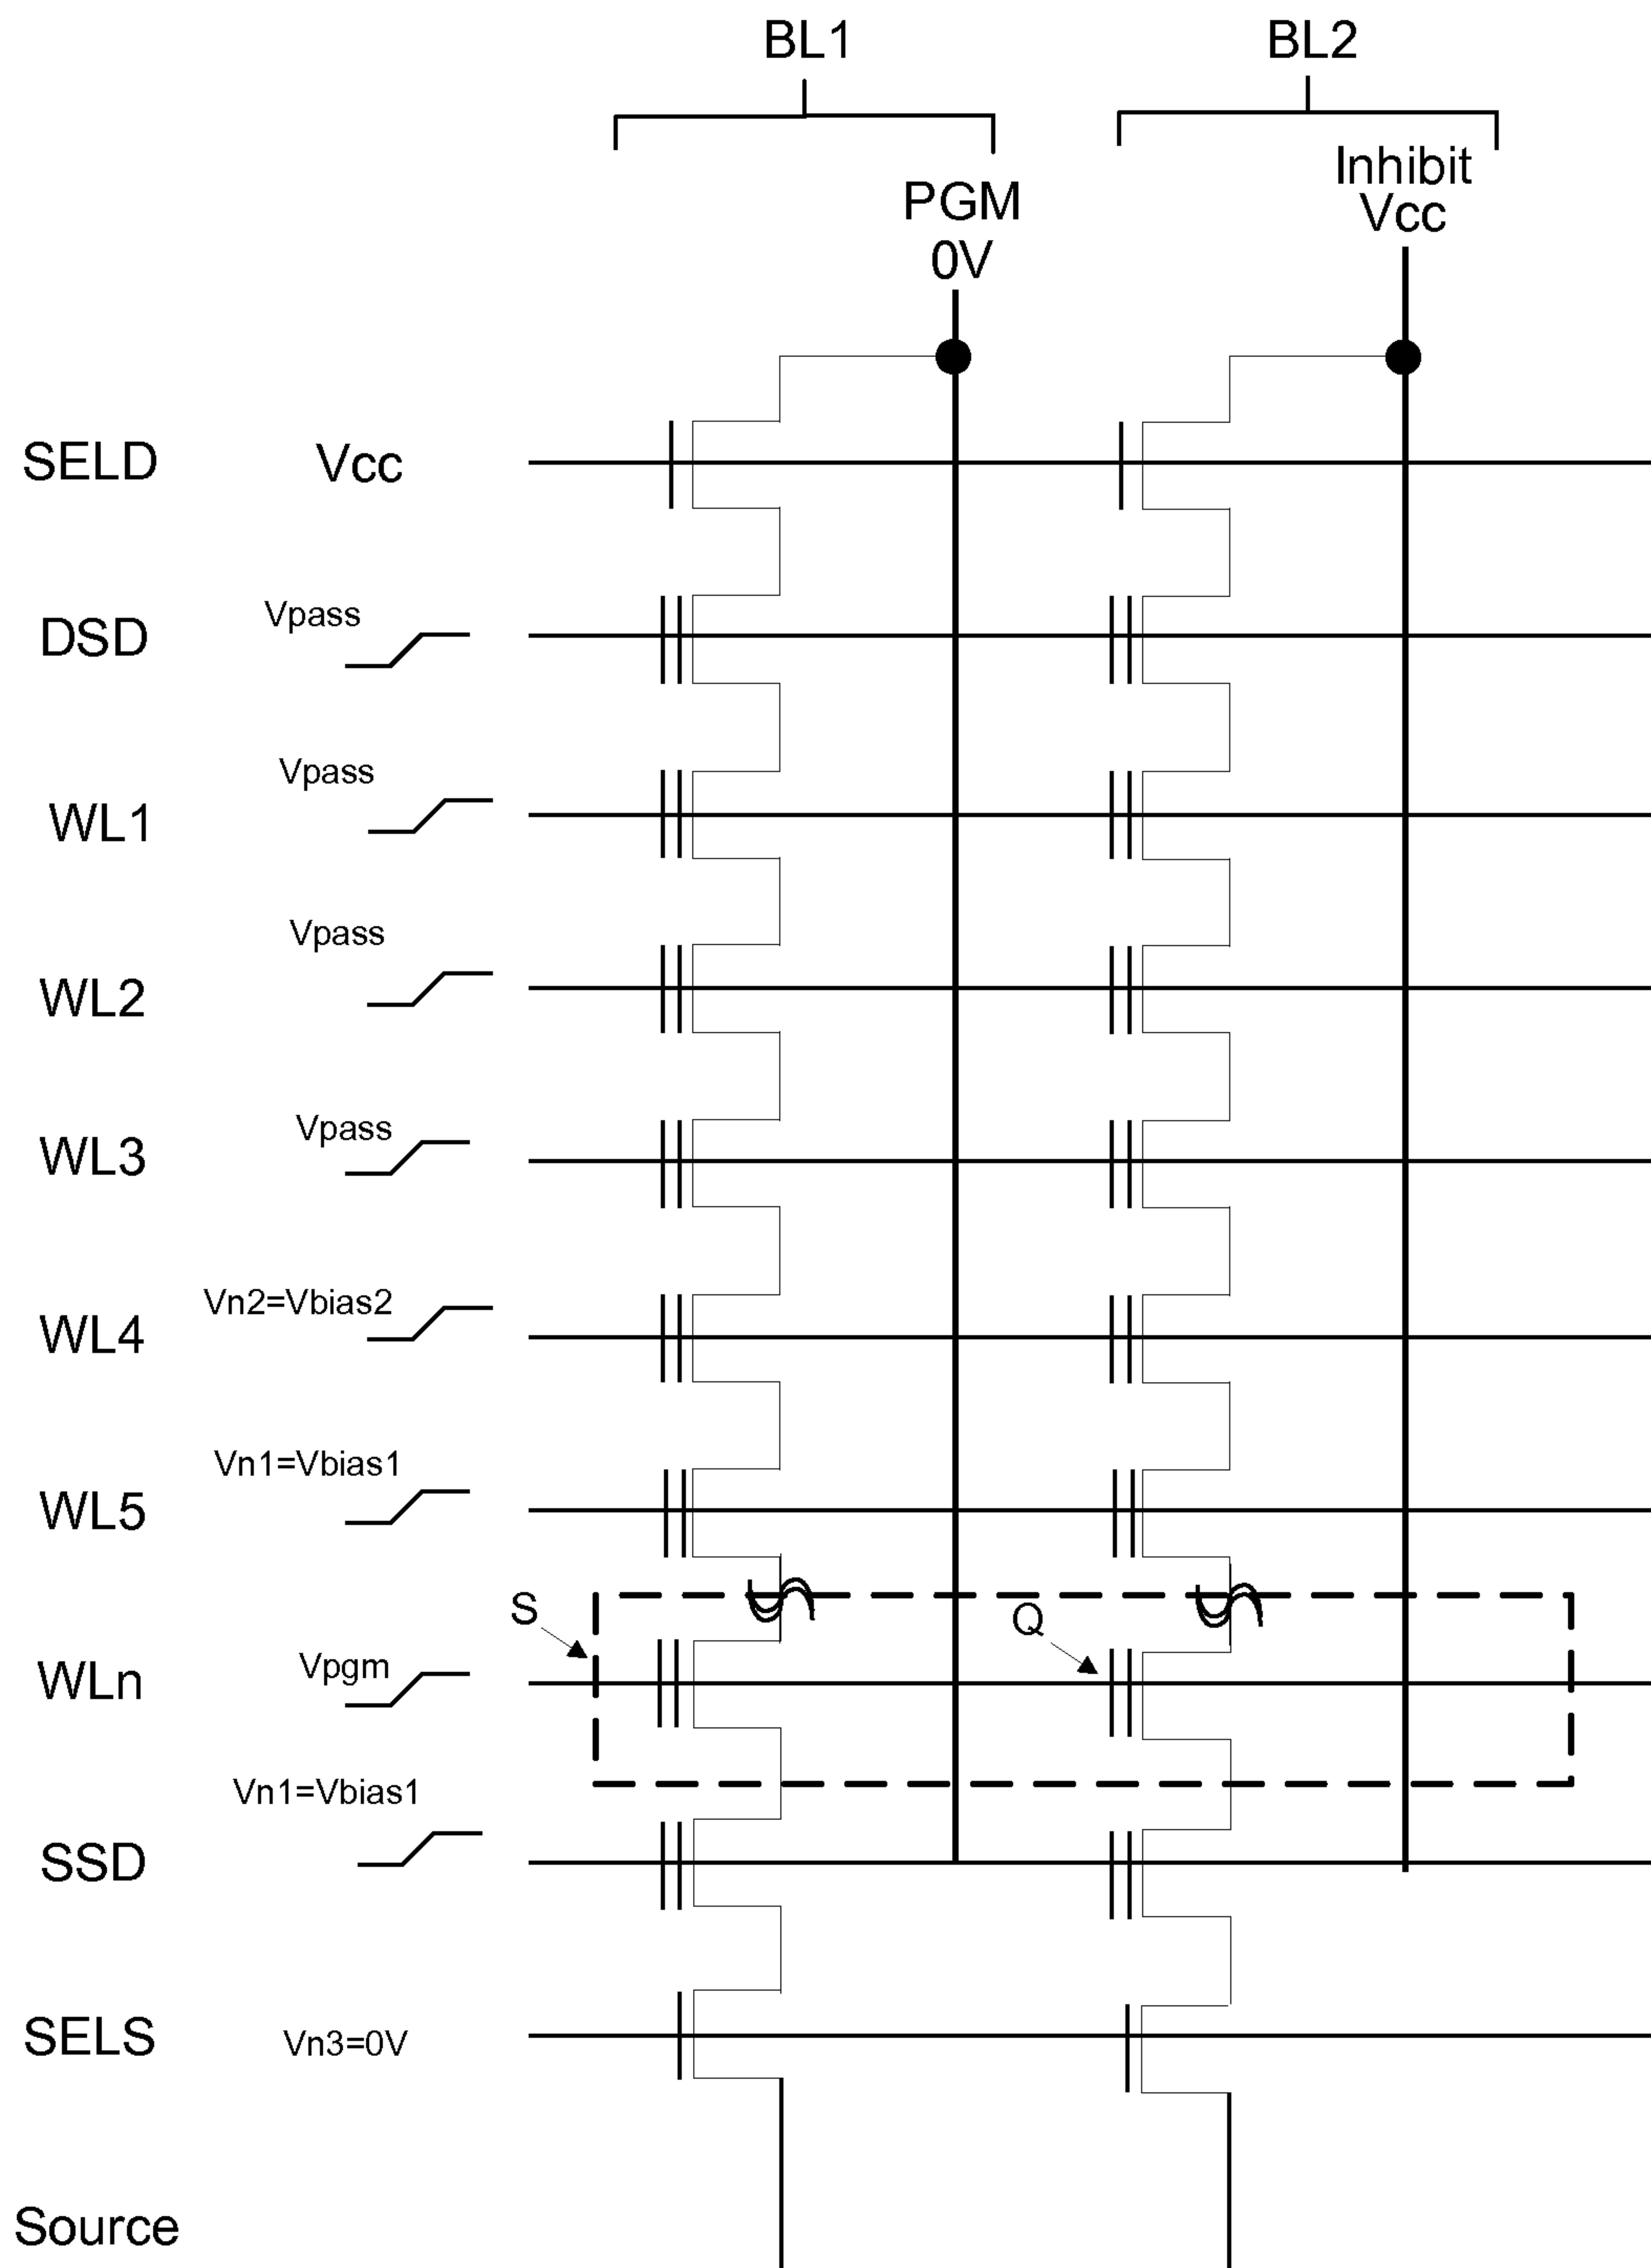 BL1
BL2
PGM
0V
Inhibit
Vcc
SELD Vcc
DSD Vpass
WL1 Vpass
WL2 Vpass
WL3 Vpass
WL4 Vn2=Vbias2
WL5 Vn1=Vbias1
S
Q
WLn Vpgm
SSD Vn1=Vbias1
SELS Vn3=0V
Source